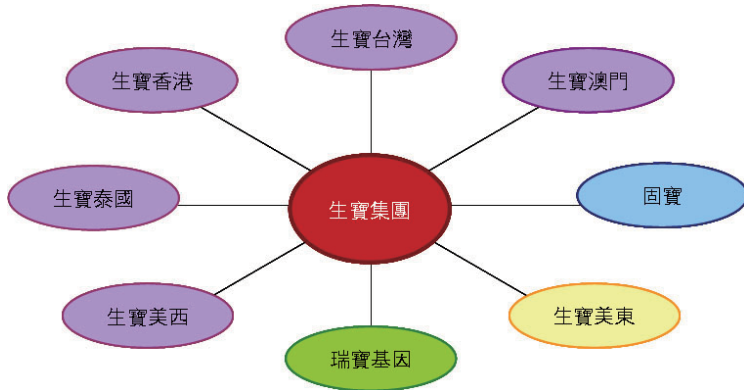 生寶台灣
生寶香港
生寶澳門
生寶泰國
生寶集團
固寶
生寶美西
生寶美東
瑞寶基因